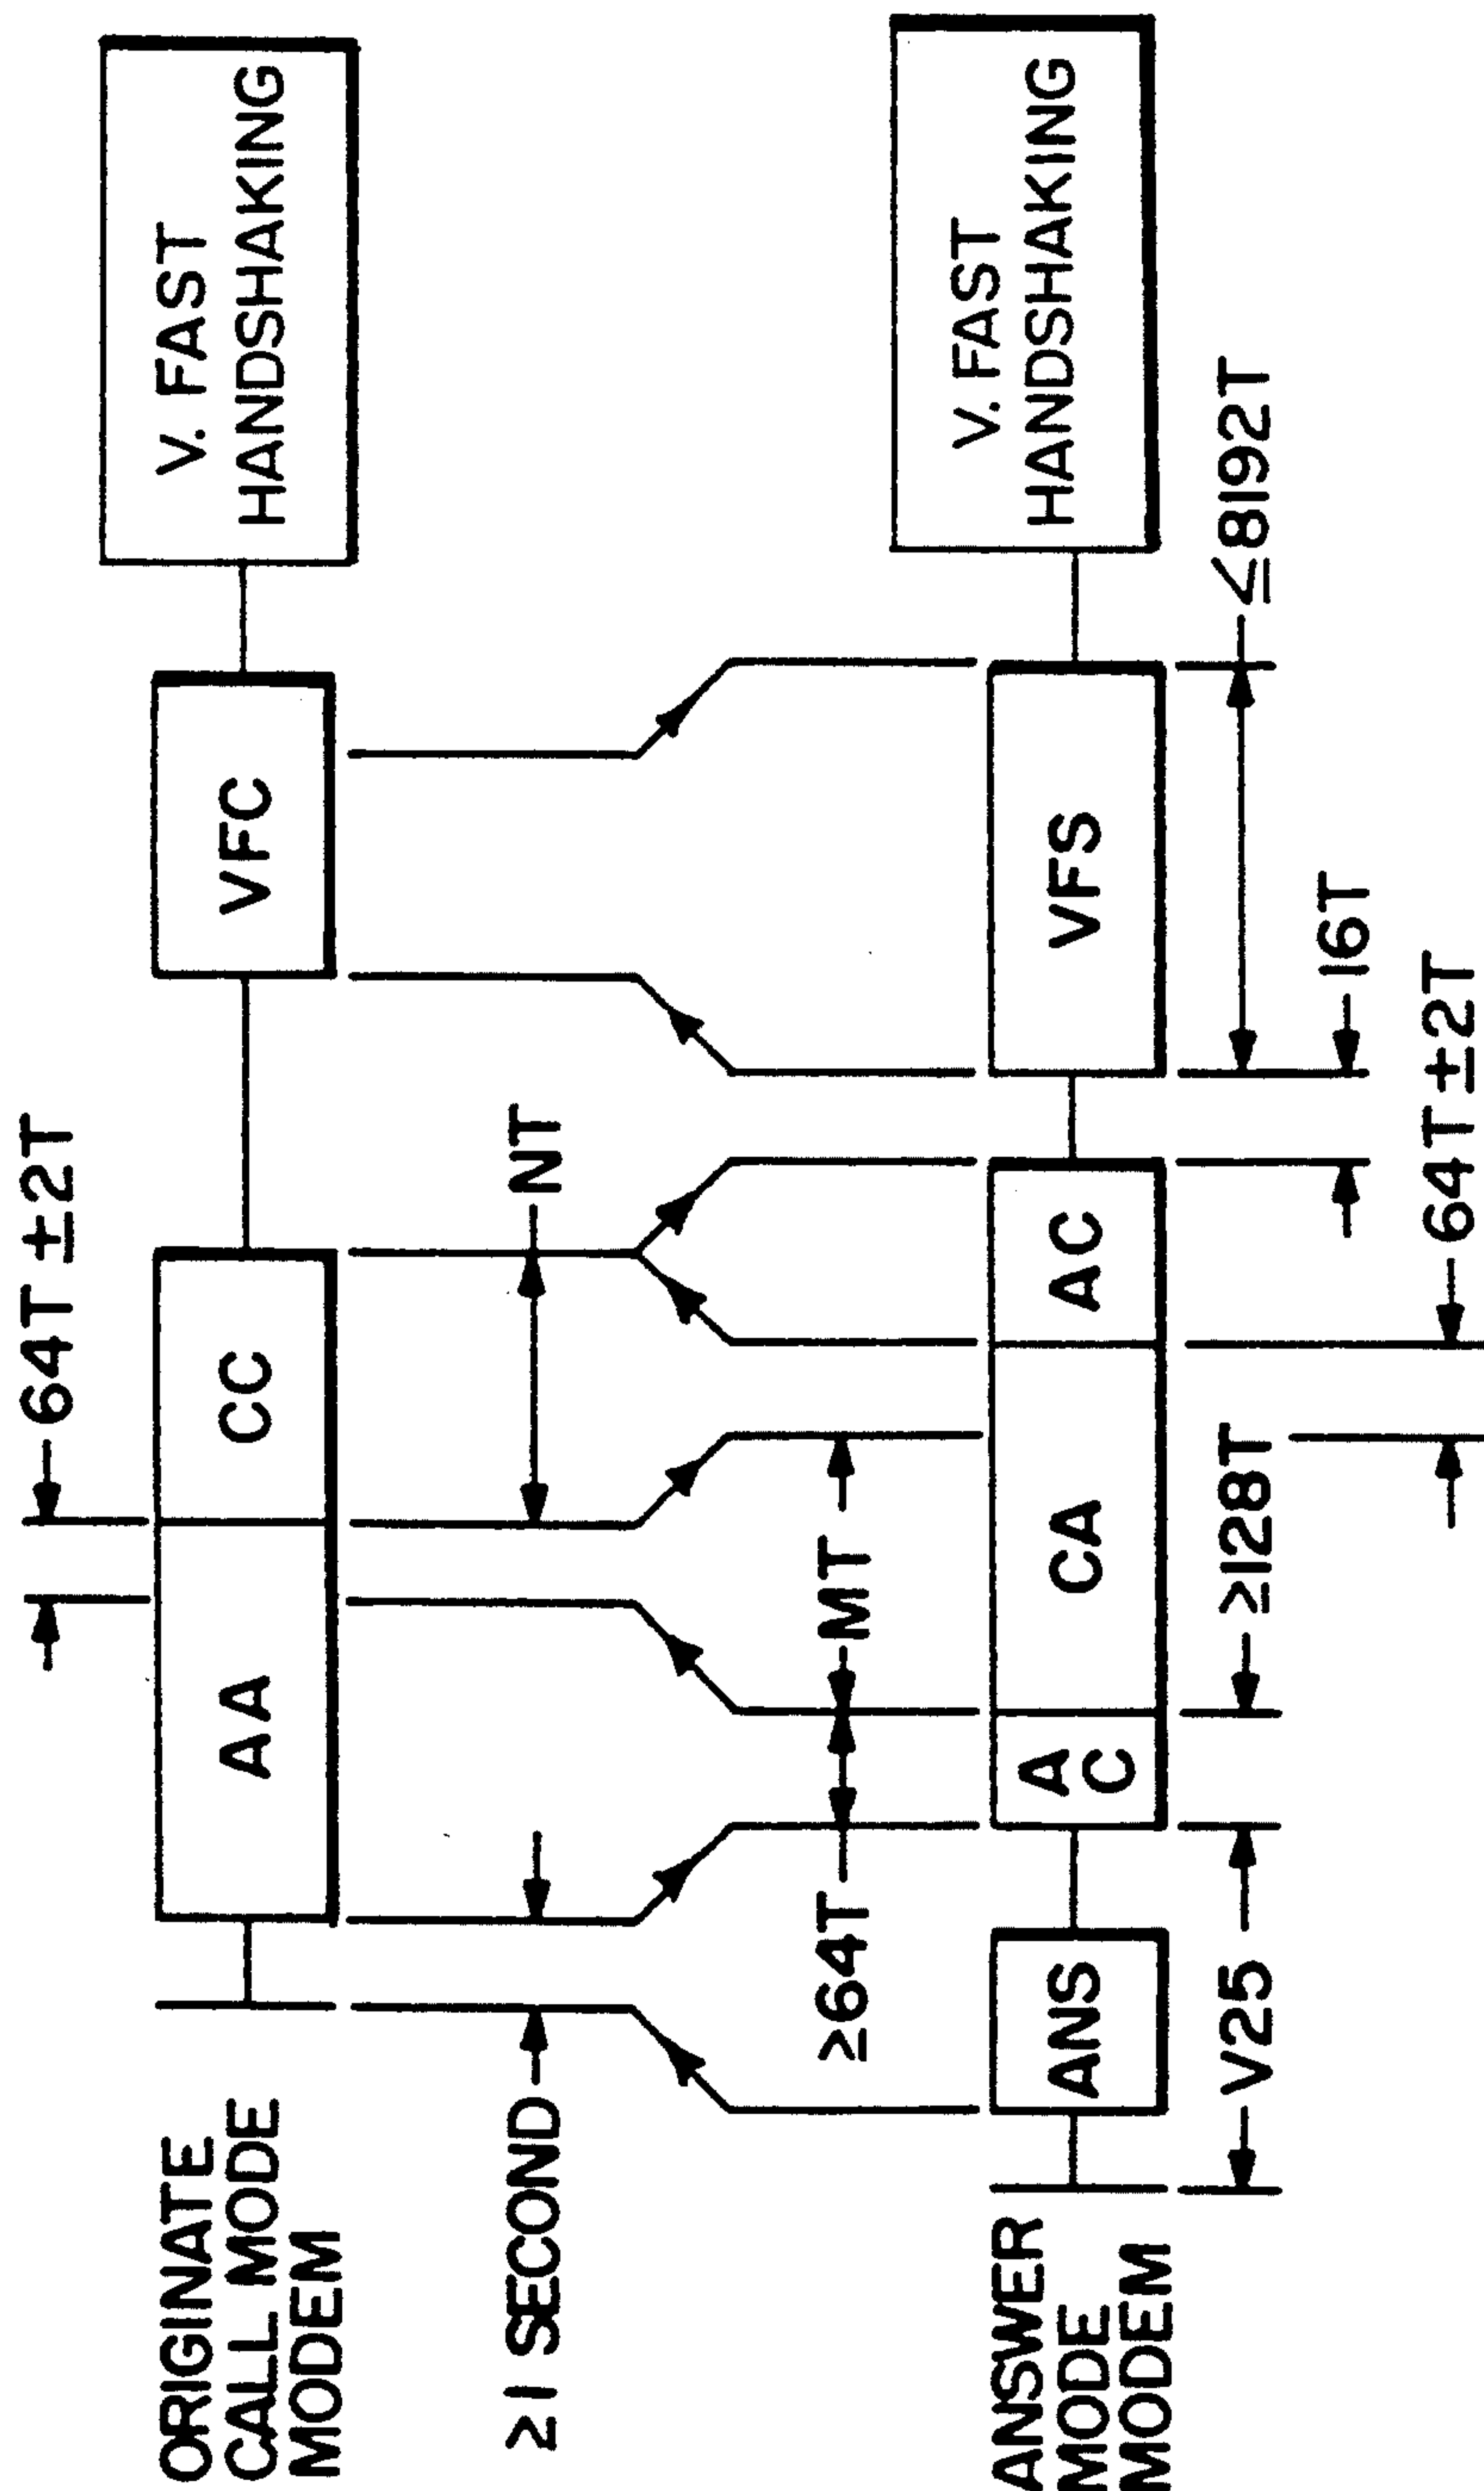 ORIGINATE
CALL MODE
MODEM
64T ±2T
AA
CC
VFC
V. FAST
HANDSHAKING
≥1 SECOND
NT
≥64T
MT
ANSWER
MODE
MODEM
ANS
A
C
CA
AC
VFS
V. FAST
HANDSHAKING
V25
≥128T
≤8192T
16T
64T ±2T